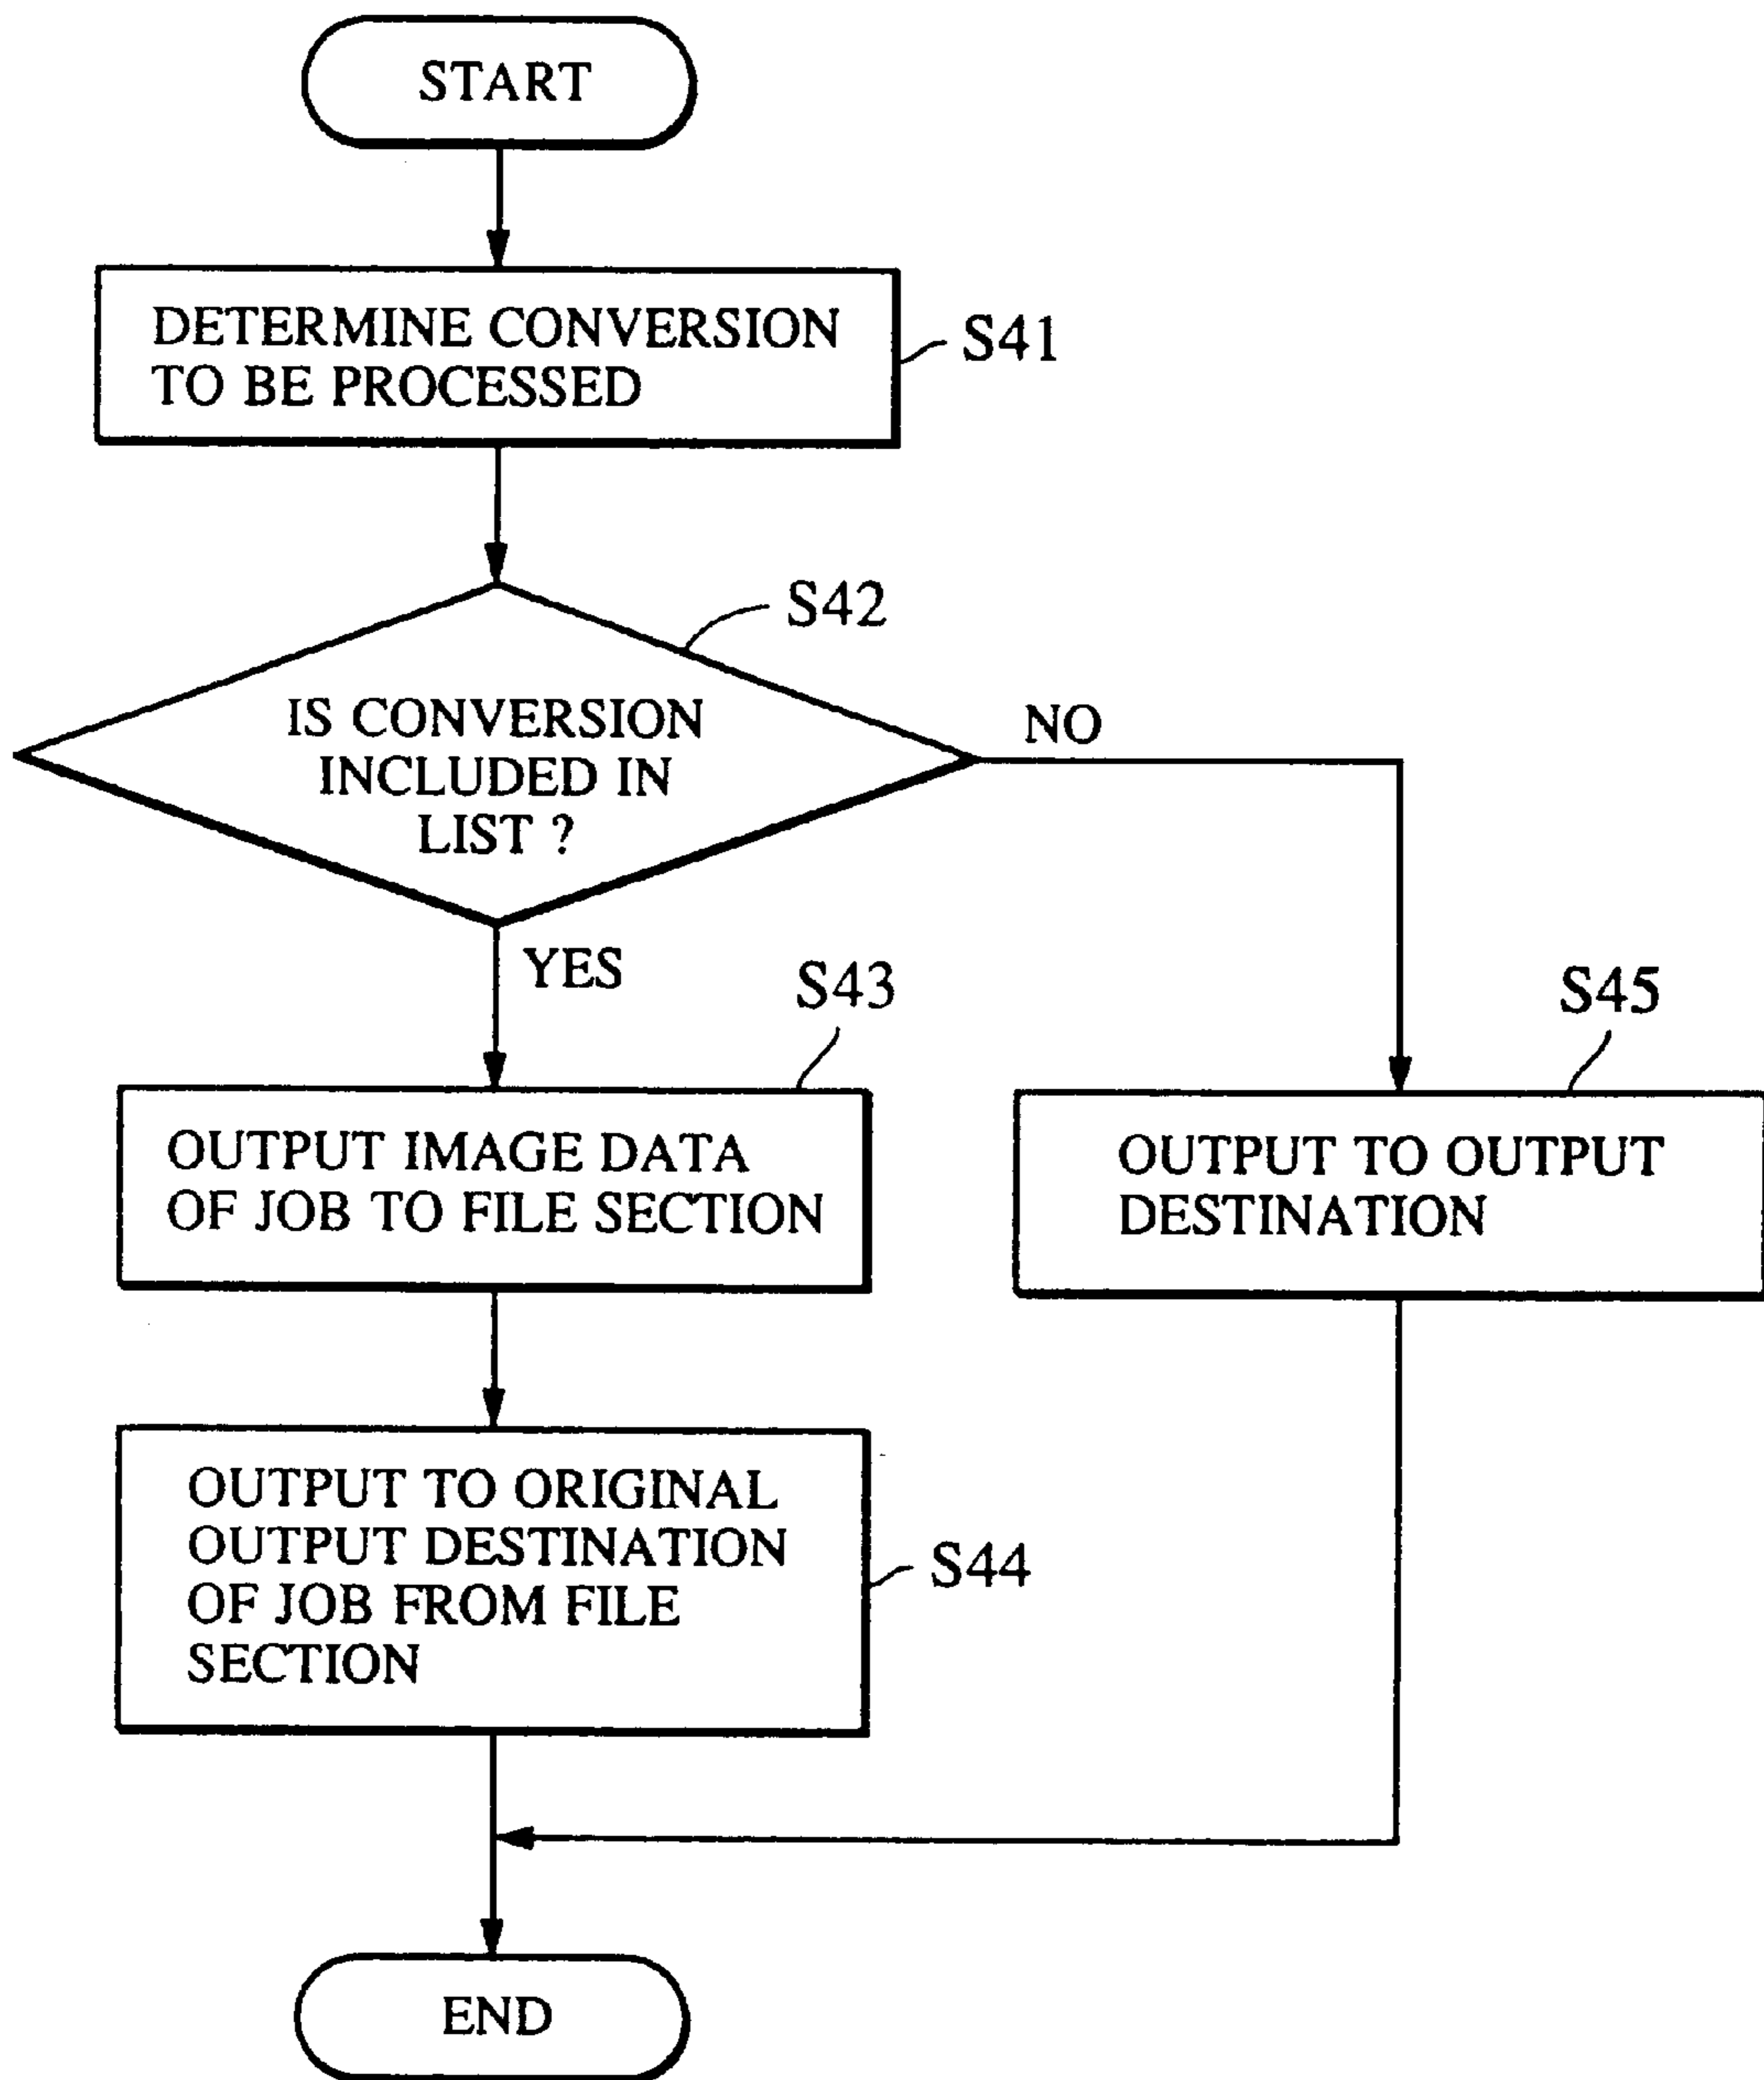 START
DETERMINE CONVERSION
TO BE PROCESSED
S41
S42
IS CONVERSION
INCLUDED IN
LIST ?
NO
YES
S43
OUTPUT IMAGE DATA
OF JOB TO FILE SECTION
S45
OUTPUT TO OUTPUT
DESTINATION
OUTPUT TO ORIGINAL
OUTPUT DESTINATION
OF JOB FROM FILE
SECTION
S44
END